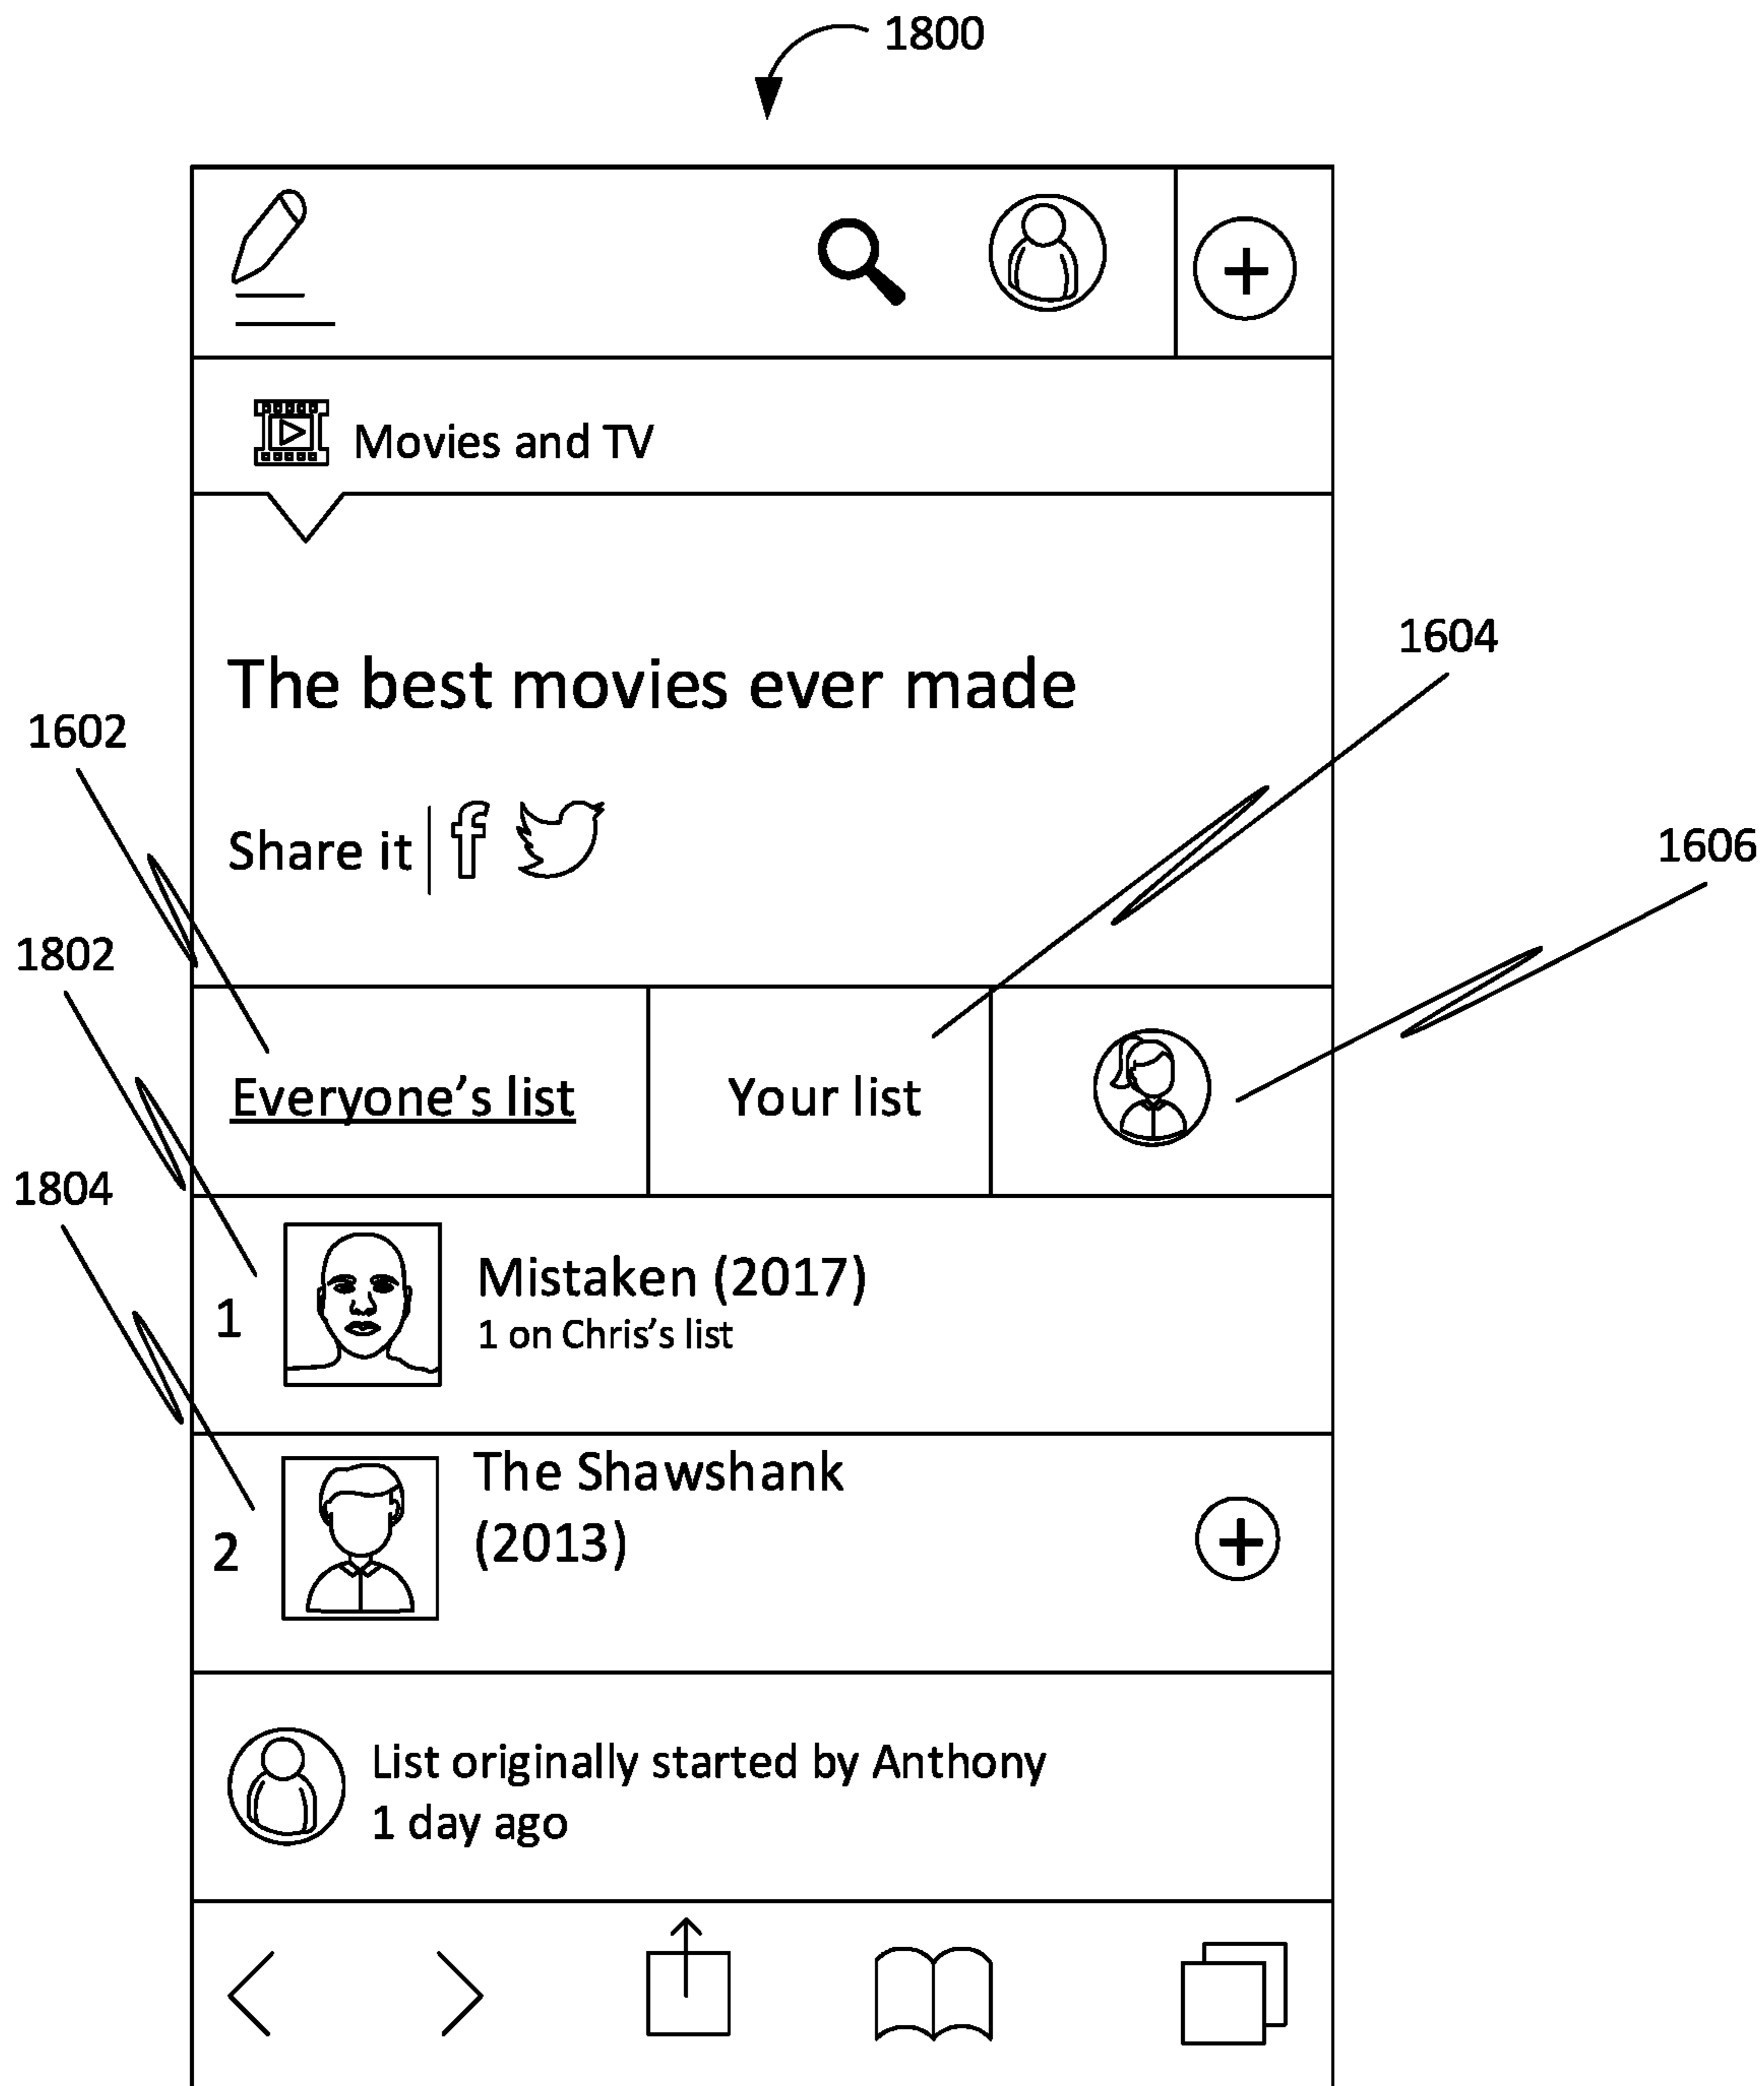 1800
Movies and TV
The best movies ever made
1604
1602
Share it
1606
1802
Everyone's list
Your list
1804
1
Mistaken (2017)
1 on Chris's list
2
The Shawshank
(2013)
List originally started by Anthony
1 day ago